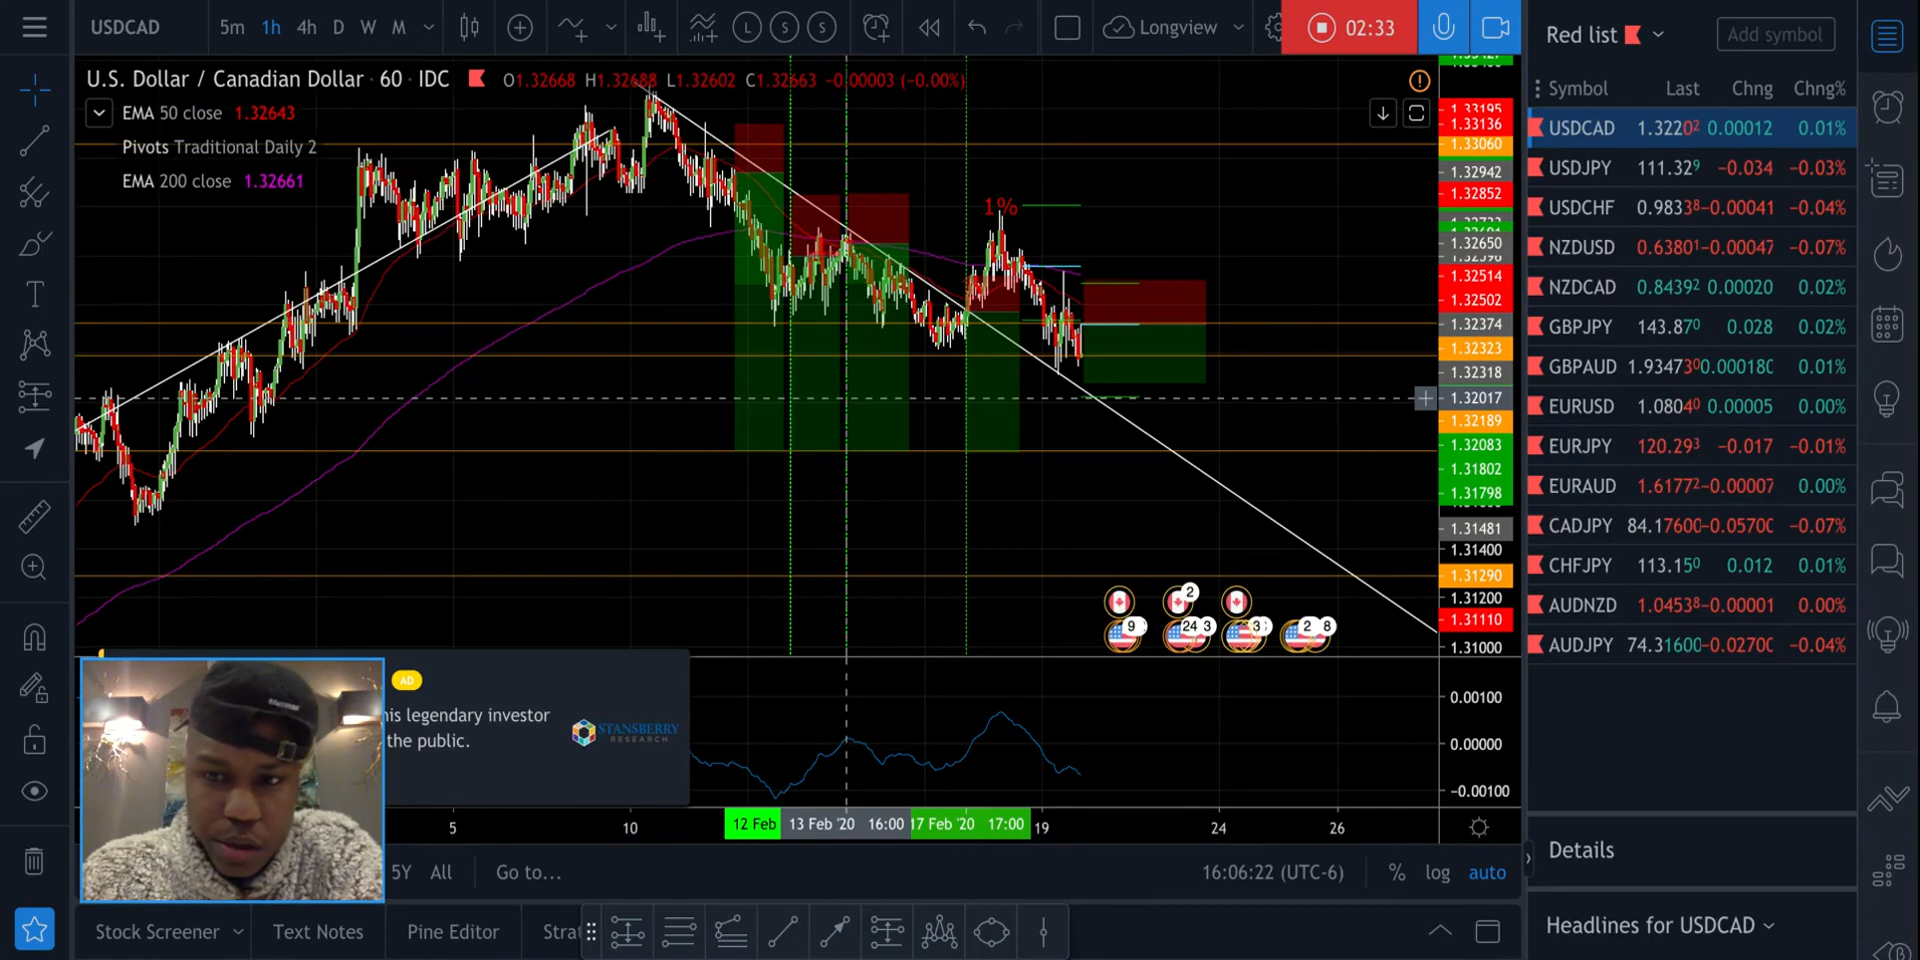 USDCAD
5m 1h 4h D W M
L S S
Longview
02:33
U.S. Dollar / Canadian Dollar · 60 · IDC
O1.32668 H1.32688 L1.32602 C1.32663 −0.00003 (−0.00%)
EMA 50 close 1.32643
Pivots Traditional Daily 2
EMA 200 close 1.32661
1%
1.33195
1.33136
1.33060
1.32942
1.32852
1.32650
1.32514
1.32502
1.32374
1.32323
1.32318
1.32017
1.32189
1.32083
1.31802
1.31798
1.31481
1.31400
1.31290
1.31200
1.31110
1.31000
2
9 24 3 3 2 8
0.00100
0.00000
−0.00100
AD
his legendary investor
the public.
STANSBERRY
RESEARCH
5 10 12 Feb 13 Feb '20 16:00 17 Feb '20 17:00 19 24 26
5Y All Go to...
16:06:22 (UTC-6) % log auto
Stock Screener Text Notes Pine Editor Strat
Red list
Add symbol
Symbol Last Chng Chng%
USDCAD 1.32202 0.00012 0.01%
USDJPY 111.329 −0.034 −0.03%
USDCHF 0.98338 −0.00041 −0.04%
NZDUSD 0.63801 −0.00047 −0.07%
NZDCAD 0.84392 0.00020 0.02%
GBPJPY 143.870 0.028 0.02%
GBPAUD 1.934730 0.00018 0.01%
EURUSD 1.08040 0.00005 0.00%
EURJPY 120.293 −0.017 −0.01%
EURAUD 1.61772 −0.00007 0.00%
CADJPY 84.17600 −0.05700 −0.07%
CHFJPY 113.150 0.012 0.01%
AUDNZD 1.04538 −0.00001 0.00%
AUDJPY 74.31600 −0.02700 −0.04%
Details
Headlines for USDCAD